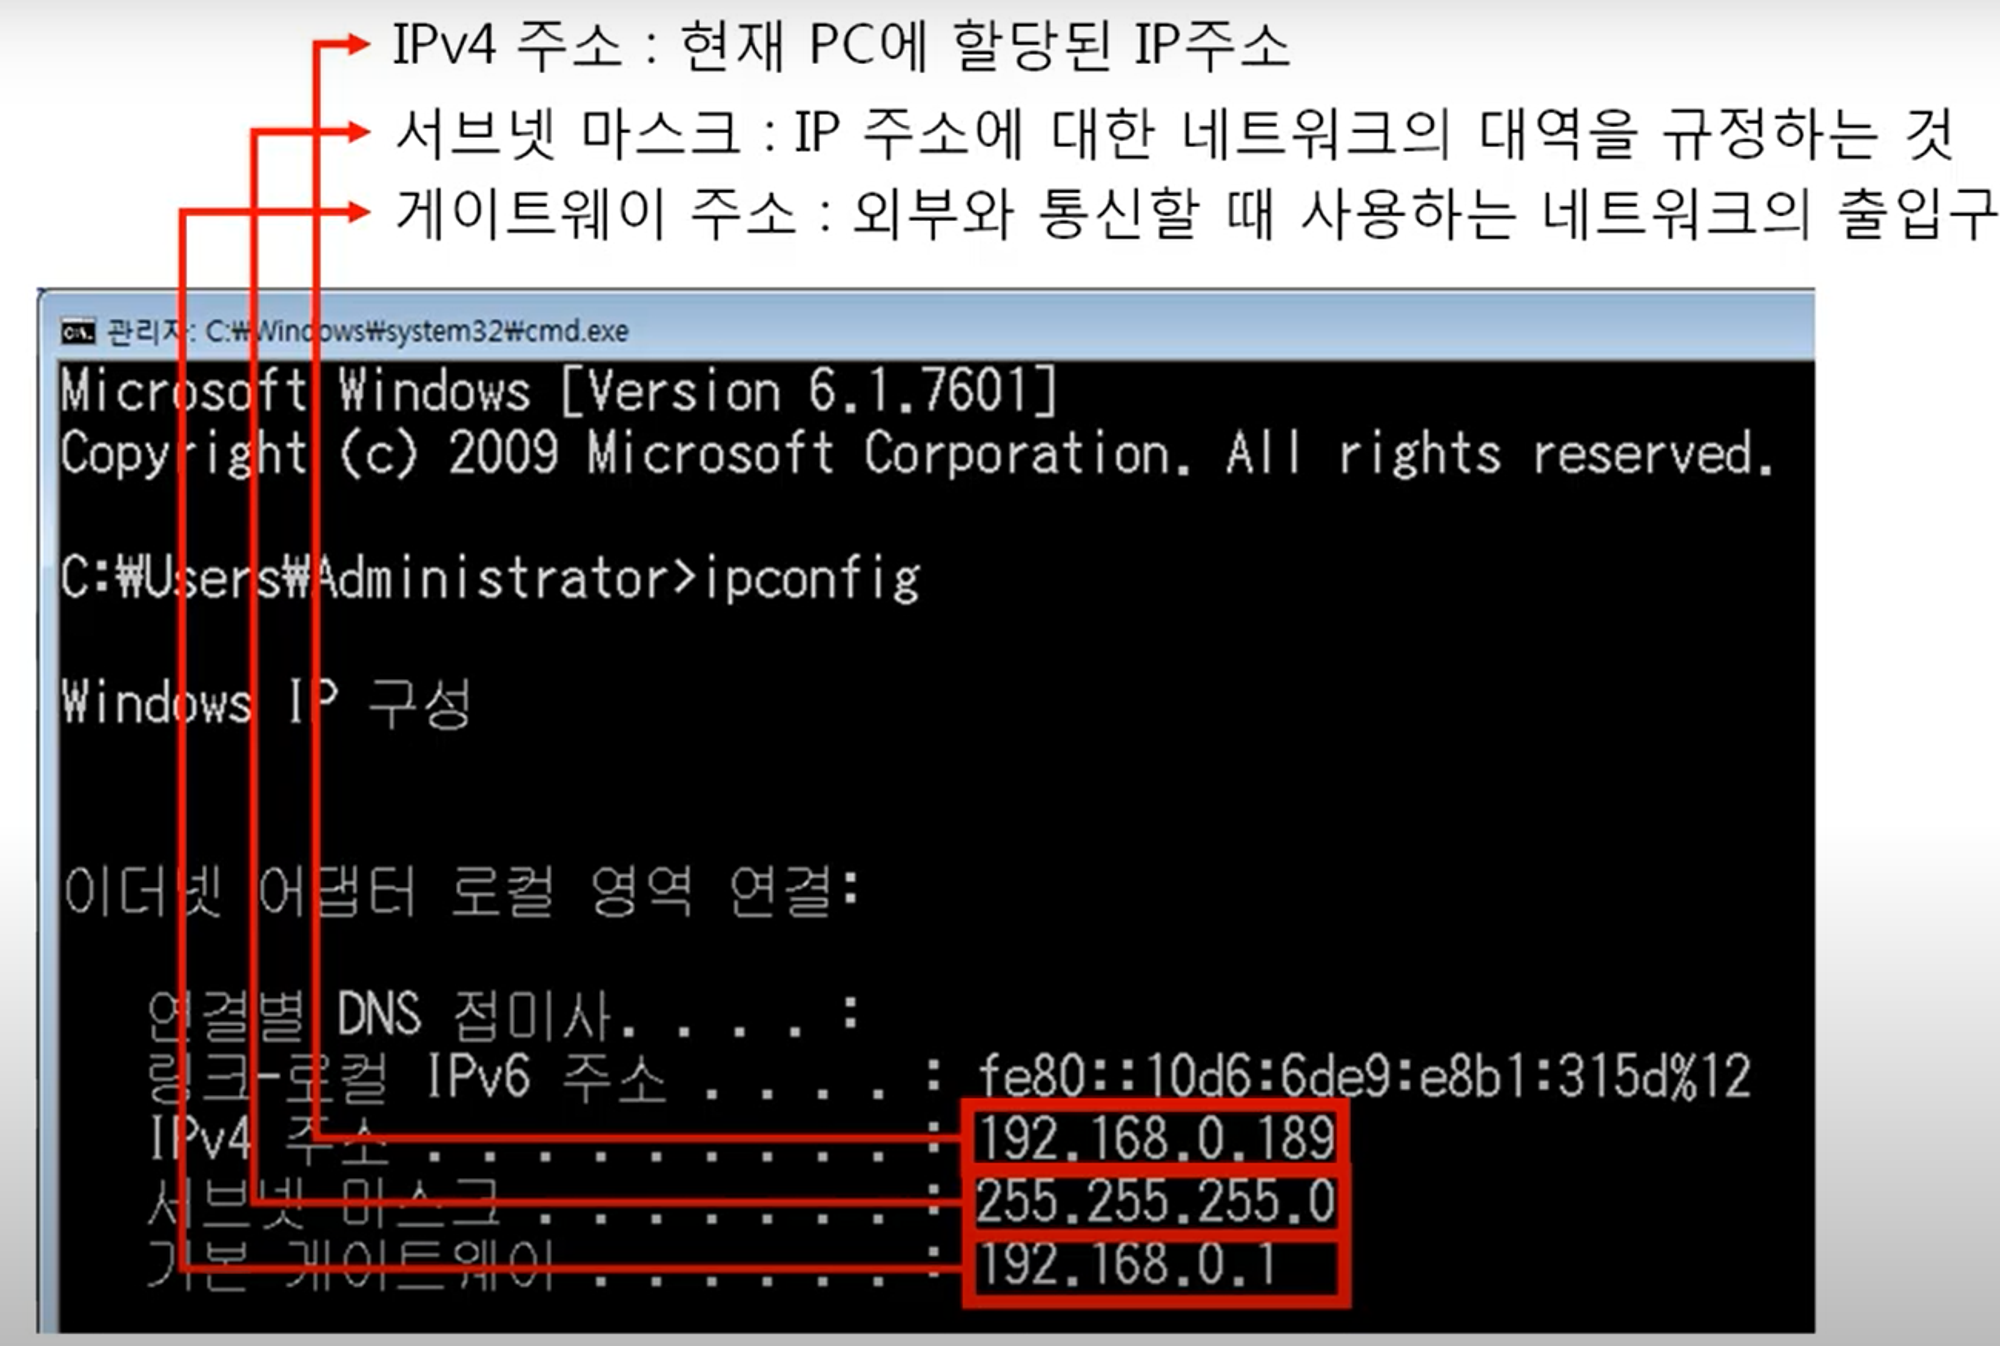 IPv4 주소 : 현재 PC에 할당된 IP주소
서브넷 마스크 : IP 주소에 대한 네트워크의 대역을 규정하는 것
게이트웨이 주소 : 외부와 통신할 때 사용하는 네트워크의 출입구
관리자: C:₩Windows₩system32₩cmd.exe
Microsoft Windows [Version 6.1.7601]
Copyright (c) 2009 Microsoft Corporation. All rights reserved.
C:₩Users₩Administrator>ipconfig
Windows IP 구성
이더넷 어댑터 로컬 영역 연결:
연결별 DNS 접미사. . . . :
링크-로컬 IPv6 주소 . . . . : fe80::10d6:6de9:e8b1:315d%12
IPv4 주소 . . . . . . . . . : 192.168.0.189
서브넷 마스크 . . . . . . . : 255.255.255.0
기본 게이트웨이 . . . . . . : 192.168.0.1